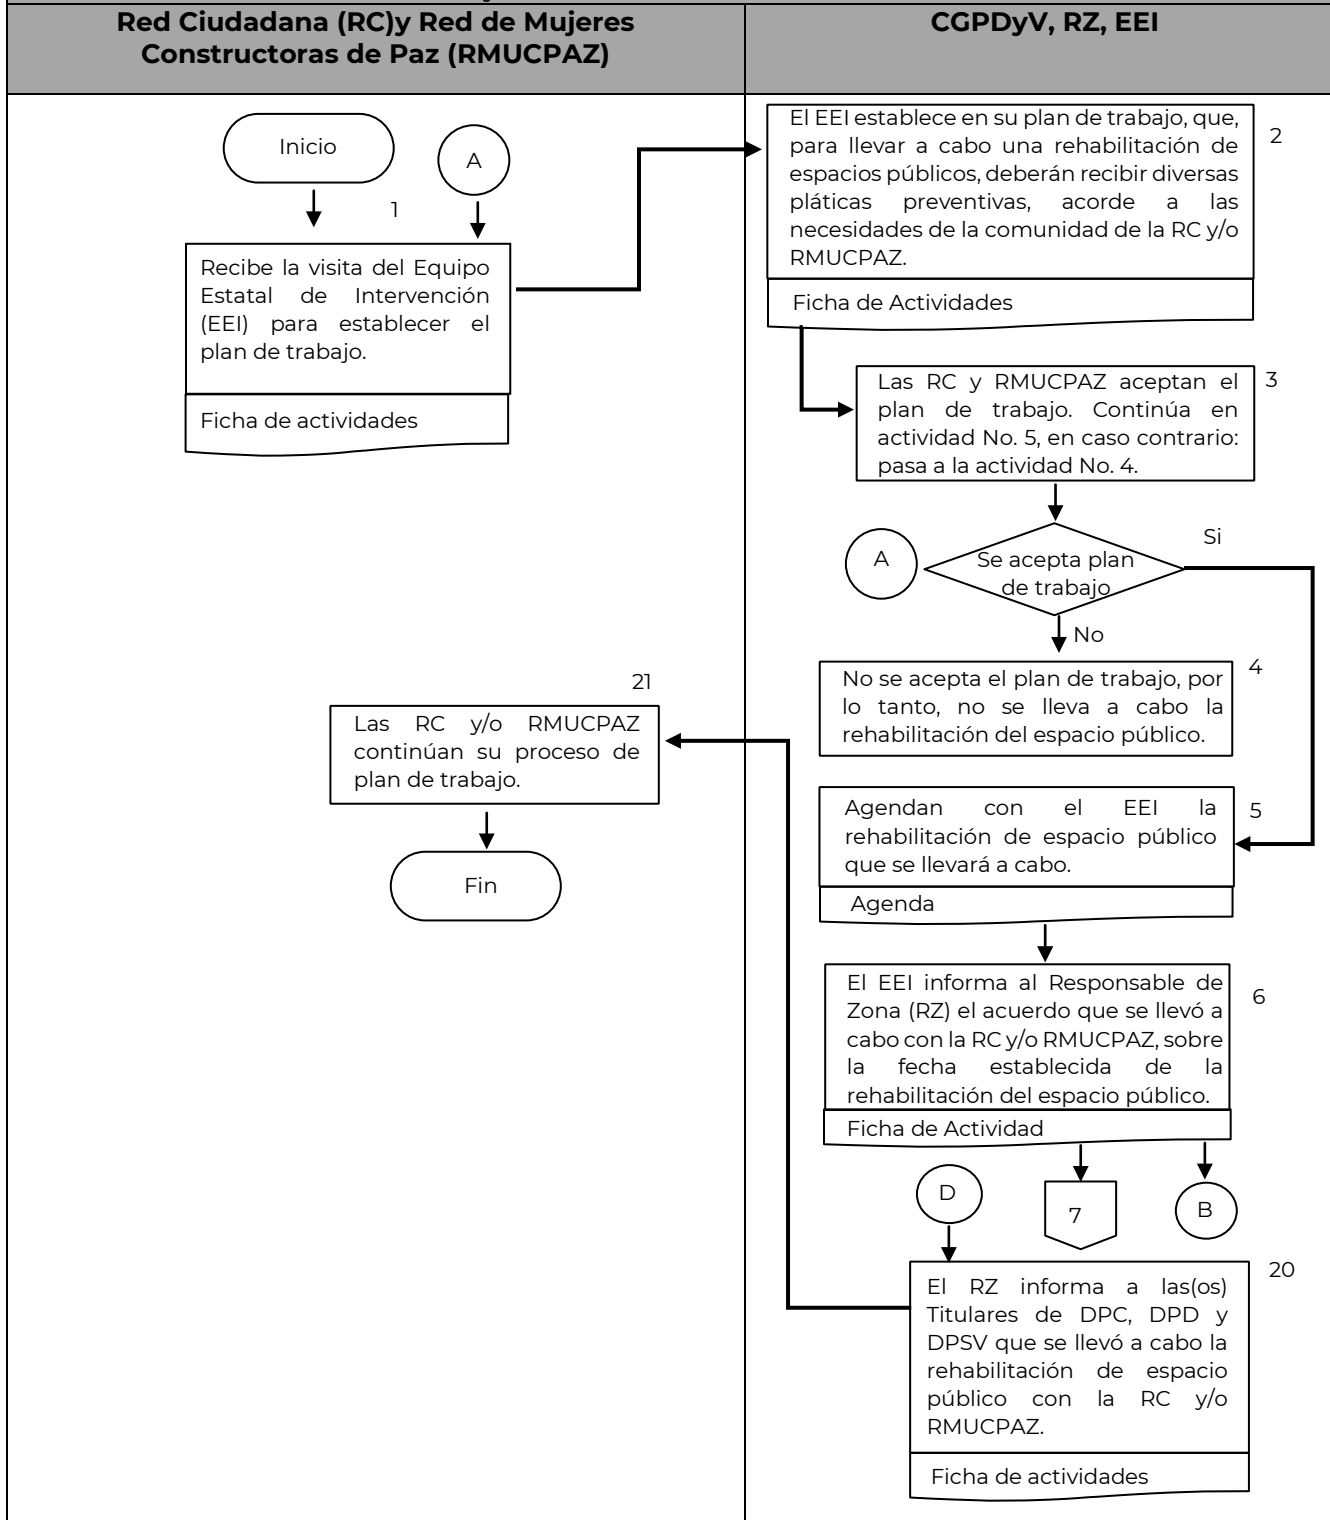 Red Ciudadana (RC)y Red de Mujeres
Constructoras de Paz (RMUCPAZ)
CGPDyV, RZ, EEI
Inicio
A
1
Recibe la visita del Equipo
Estatal de Intervención
(EEI) para establecer el
plan de trabajo.
Ficha de actividades
2
El EEI establece en su plan de trabajo, que,
para llevar a cabo una rehabilitación de
espacios públicos, deberán recibir diversas
pláticas preventivas, acorde a las
necesidades de la comunidad de la RC y/o
RMUCPAZ.
Ficha de Actividades
3
Las RC y RMUCPAZ aceptan el
plan de trabajo. Continúa en
actividad No. 5, en caso contrario:
pasa a la actividad No. 4.
A
Se acepta plan
de trabajo
Si
No
4
No se acepta el plan de trabajo, por
lo tanto, no se lleva a cabo la
rehabilitación del espacio público.
5
Agendan con el EEI la
rehabilitación de espacio público
que se llevará a cabo.
Agenda
6
El EEI informa al Responsable de
Zona (RZ) el acuerdo que se llevó a
cabo con la RC y/o RMUCPAZ, sobre
la fecha establecida de la
rehabilitación del espacio público.
Ficha de Actividad
D
7
B
20
El RZ informa a las(os)
Titulares de DPC, DPD y
DPSV que se llevó a cabo la
rehabilitación de espacio
público con la RC y/o
RMUCPAZ.
Ficha de actividades
21
Las RC y/o RMUCPAZ
continúan su proceso de
plan de trabajo.
Fin